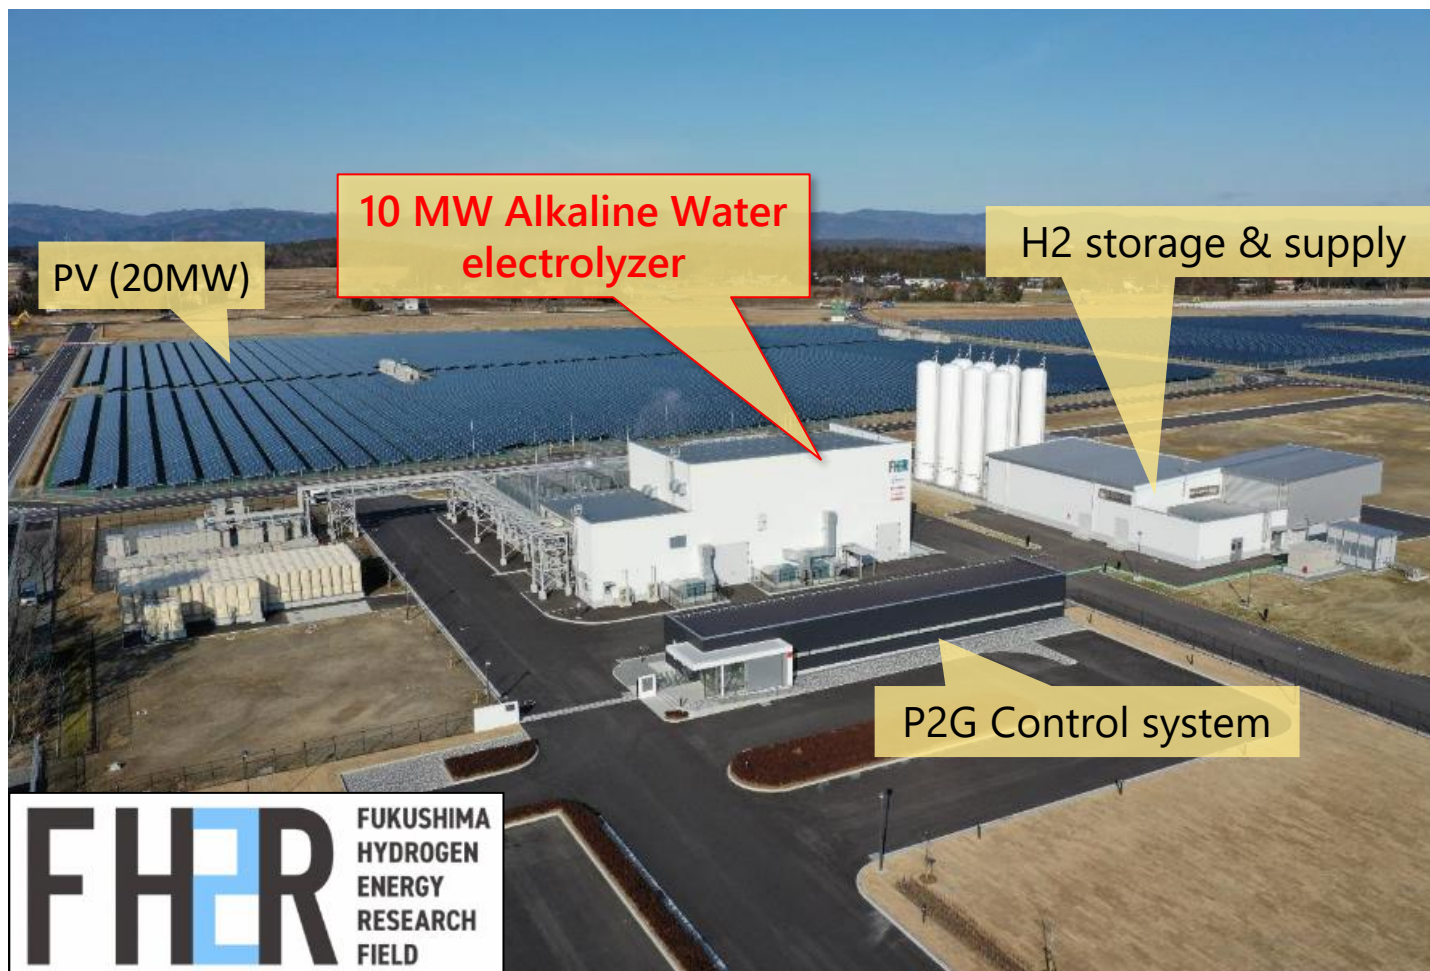 10 MW Alkaline Water
electrolyzer
H2 storage & supply
PV (20MW)
FH2R
P2G Control system
FH2R
FUKUSHIMA
HYDROGEN
ENERGY
RESEARCH
FIELD